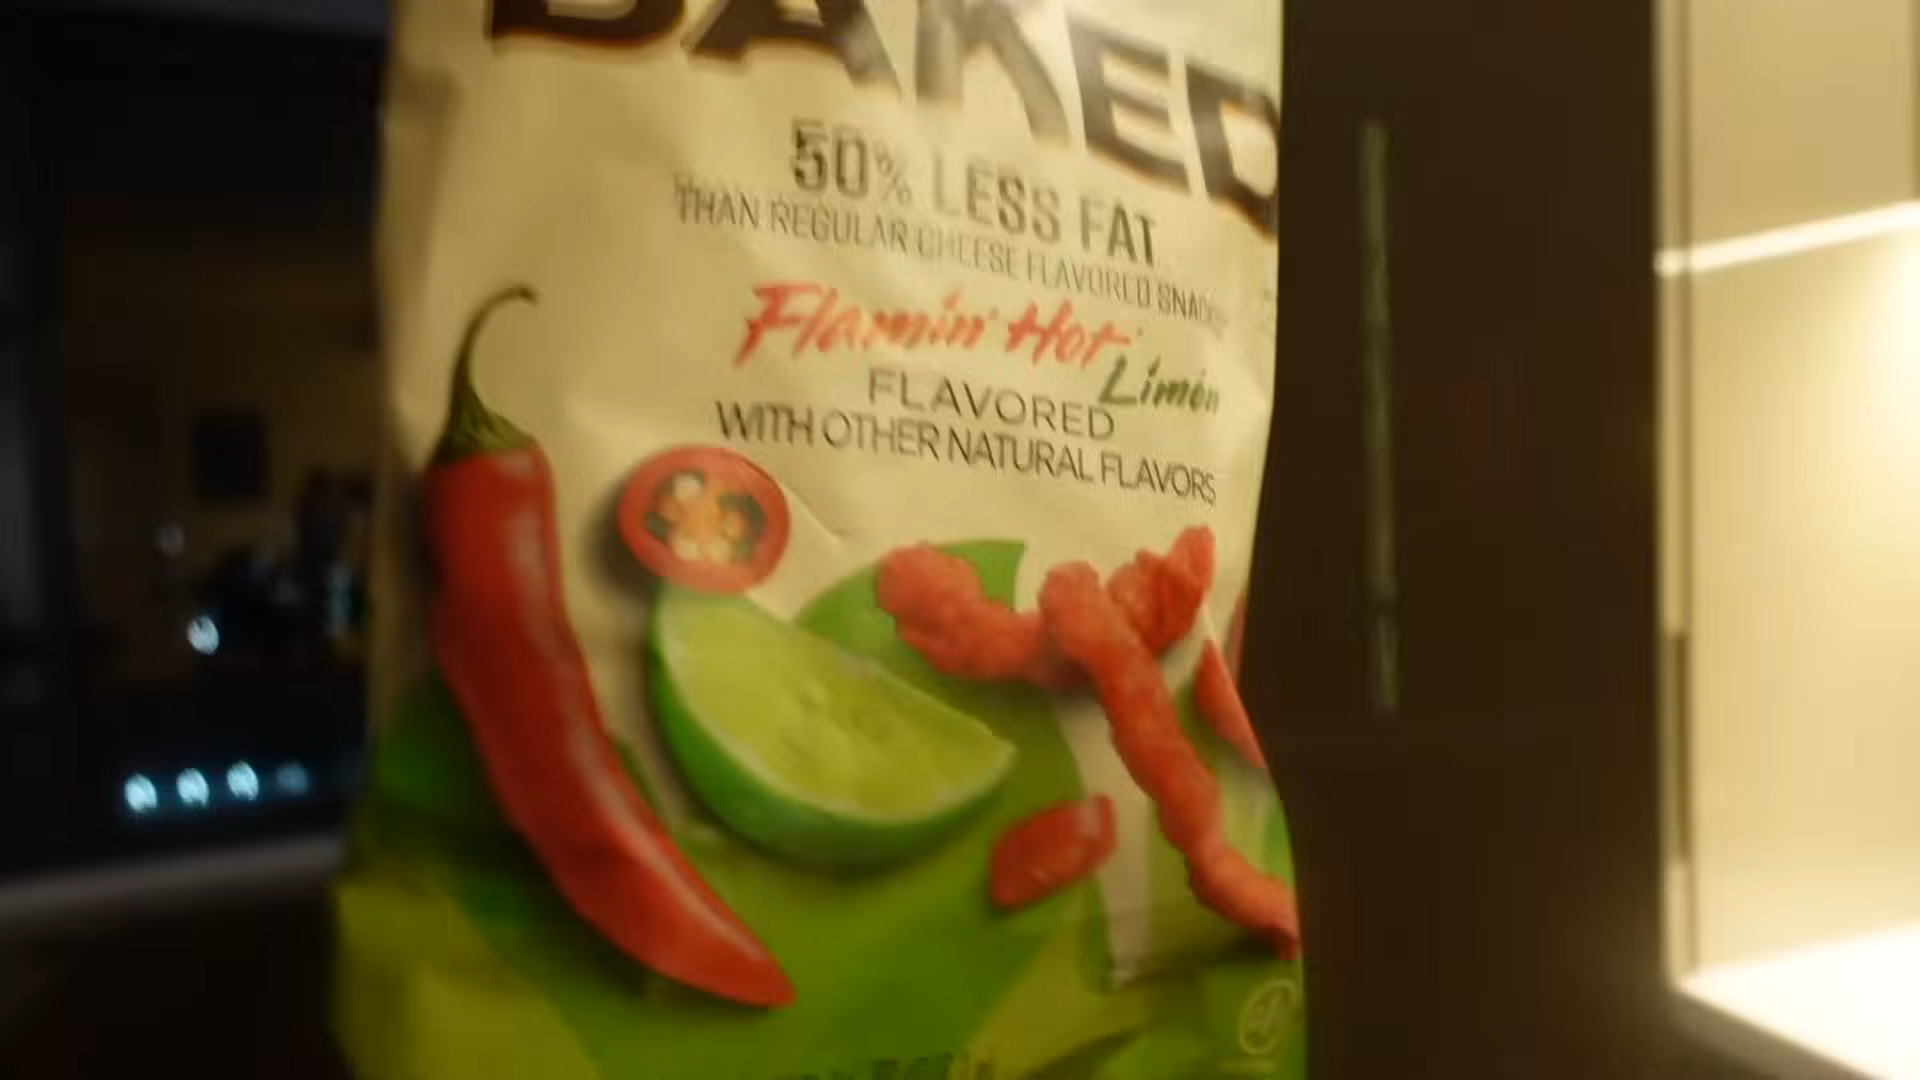 BAKED
50% LESS FAT
THAN REGULAR CHEESE FLAVORED SNACKS
Flamin' Hot
Limón
FLAVORED
WITH OTHER NATURAL FLAVORS